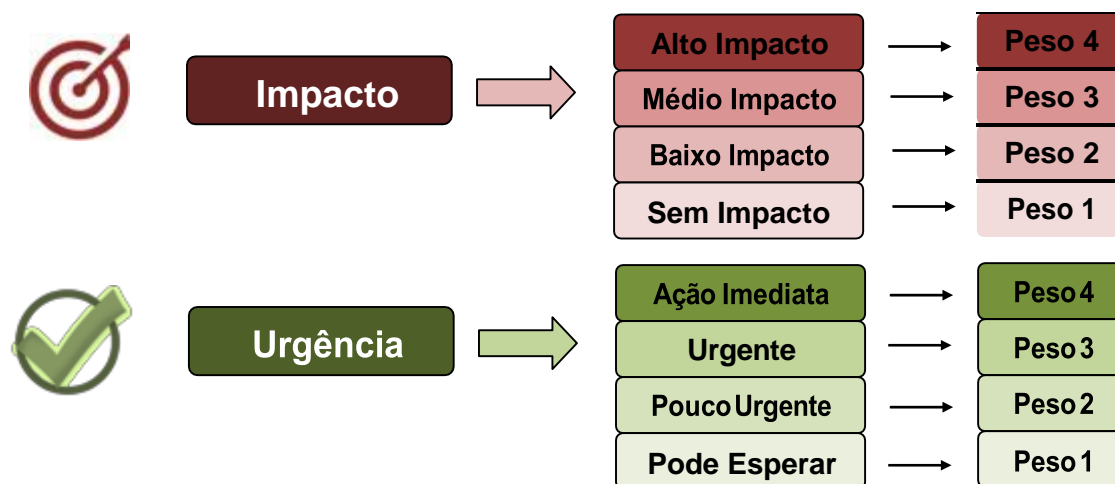 Impacto
Alto Impacto Peso 4
Médio Impacto Peso 3
Baixo Impacto Peso 2
Sem Impacto Peso 1
Urgência
Ação Imediata Peso 4
Urgente Peso 3
Pouco Urgente Peso 2
Pode Esperar Peso 1